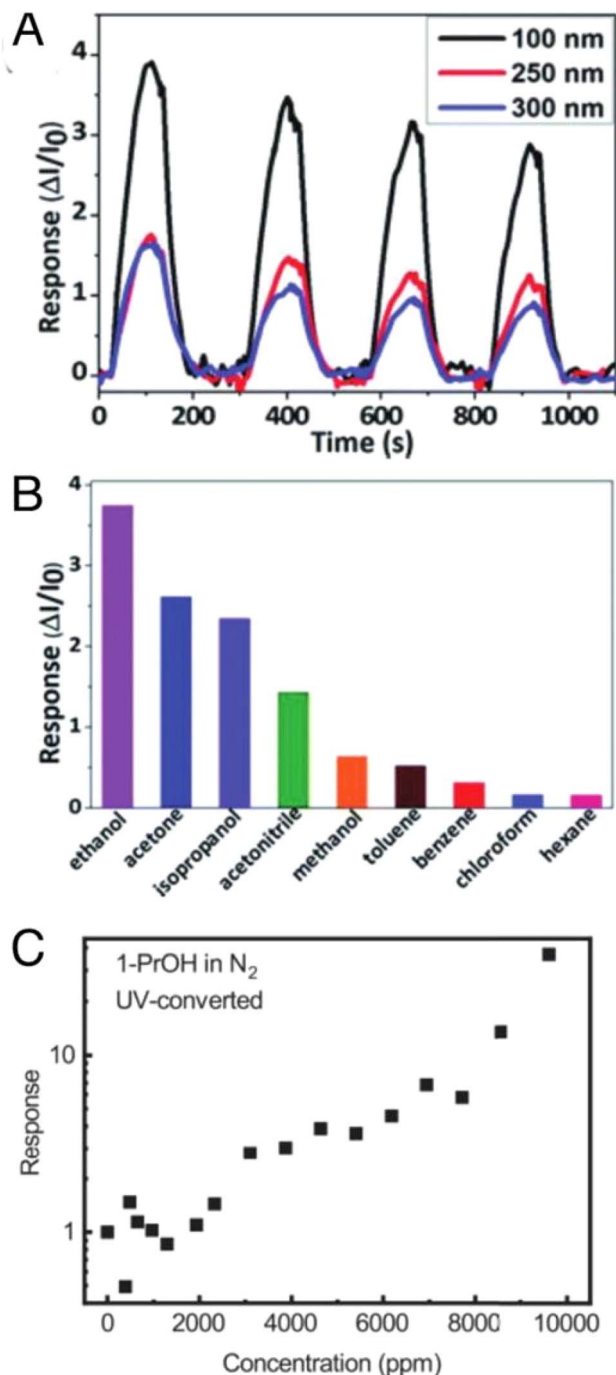 A
100 nm
250 nm
300 nm
Response (ΔI/I0)
4
3
2
1
0
0 200 400 600 800 1000
Time (s)
B
Response (ΔI/I0)
4
3
2
1
0
ethanol
acetone
isopropanol
acetonitrile
methanol
toluene
benzene
chloroform
hexane
C
1-PrOH in N2
UV-converted
Response
10
1
0 2000 4000 6000 8000 10000
Concentration (ppm)